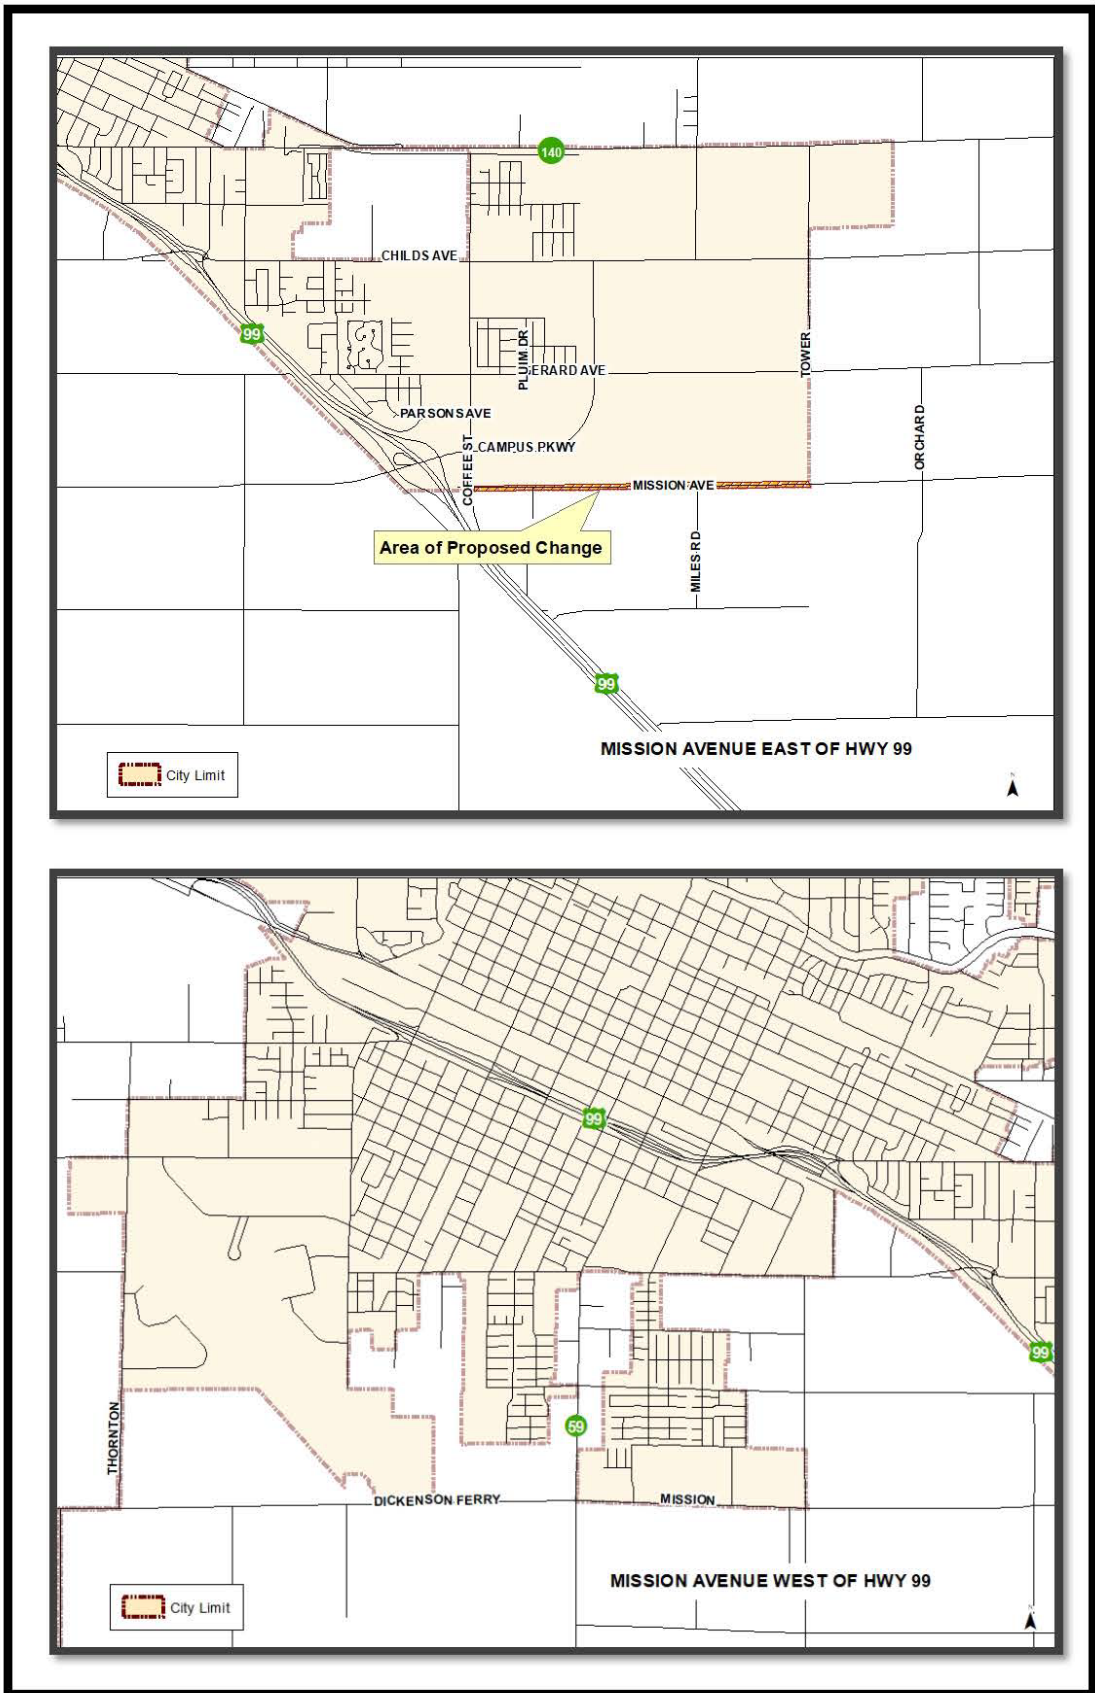 140
CHILDS AVE
99
PLUIM DR
TOWER
GERARD AVE
ORCHARD
PARSONS AVE
COFFEE ST
CAMPUS PKWY
MISSION AVE
Area of Proposed Change
MILES RD
99
MISSION AVENUE EAST OF HWY 99
City Limit
N
99
99
THORNTON
59
DICKENSON FERRY
MISSION
MISSION AVENUE WEST OF HWY 99
City Limit
N